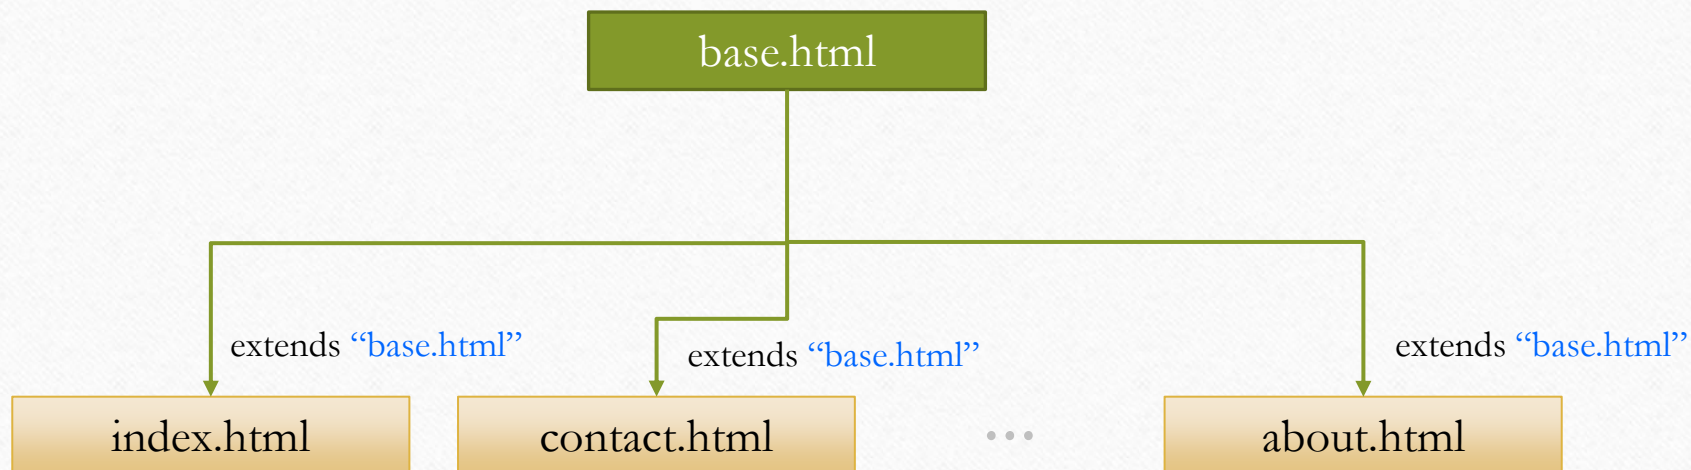 base.html
extends “base.html”
extends “base.html”
extends “base.html”
index.html
contact.html
...
about.html